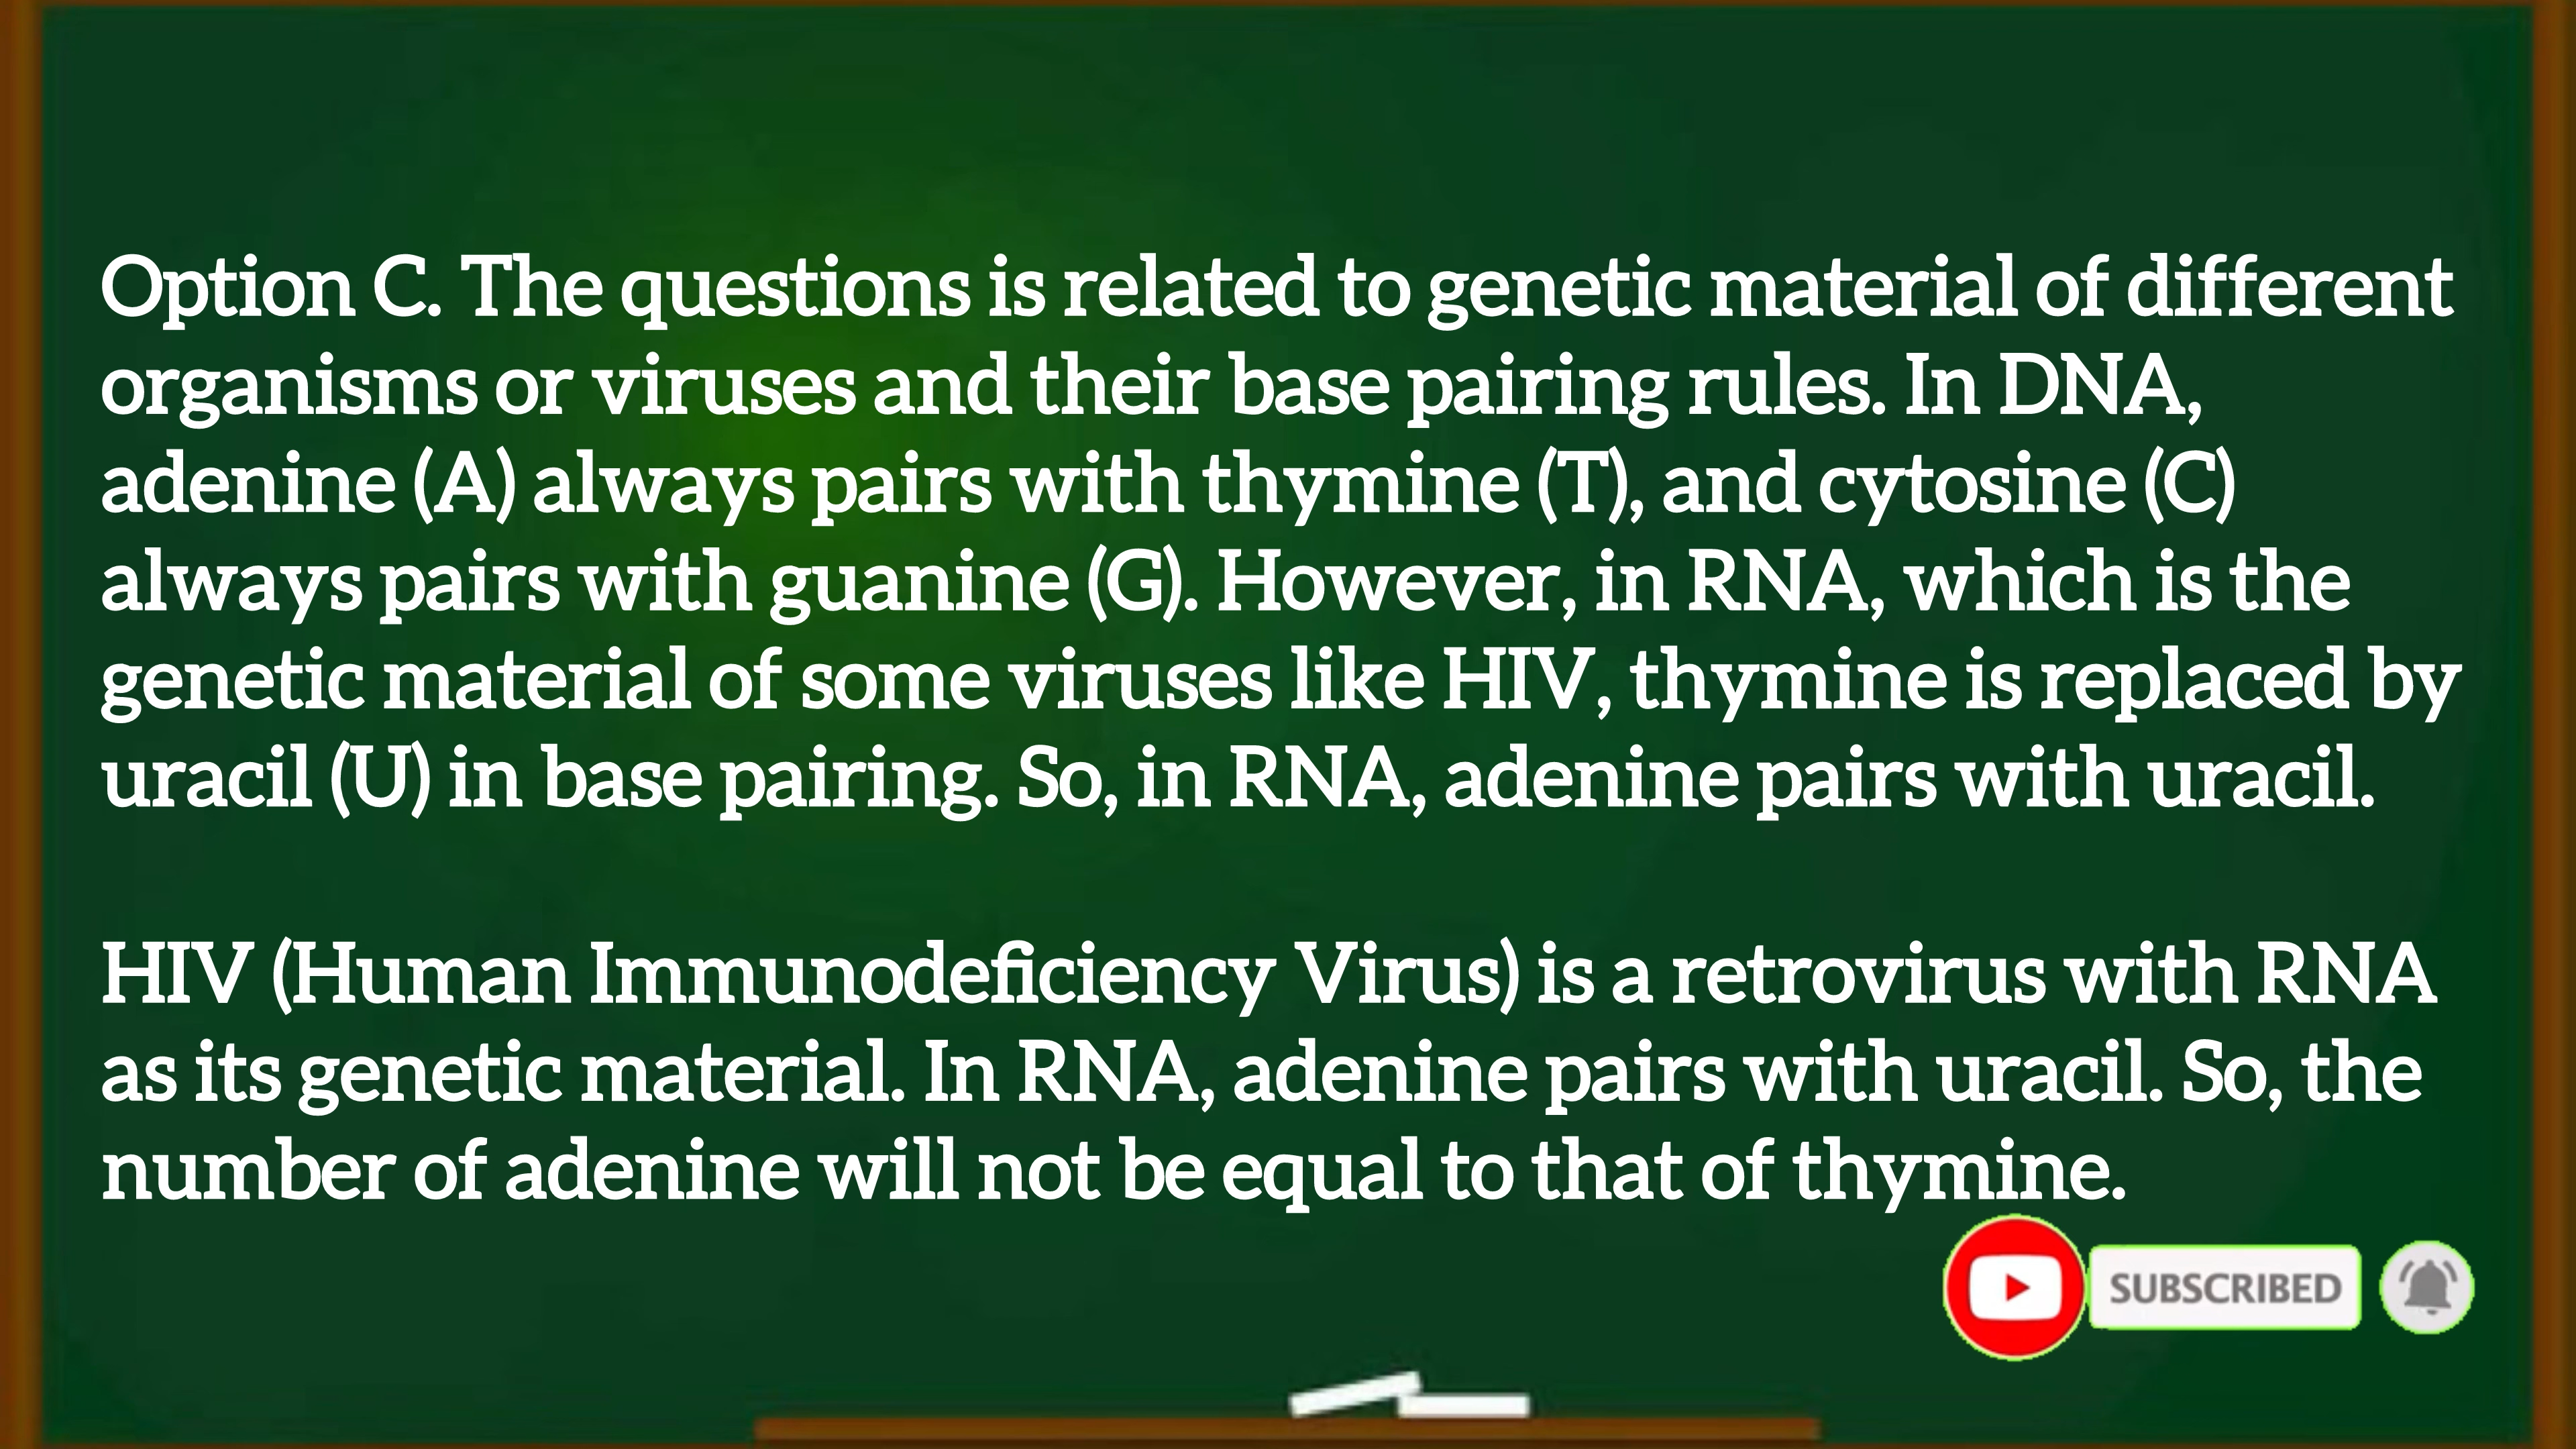 Option C. The questions is related to genetic material of different
organisms or viruses and their base pairing rules. In DNA,
adenine (A) always pairs with thymine (T), and cytosine (C)
always pairs with guanine (G). However, in RNA, which is the
genetic material of some viruses like HIV, thymine is replaced by
uracil (U) in base pairing. So, in RNA, adenine pairs with uracil.
HIV (Human Immunodeficiency Virus) is a retrovirus with RNA
as its genetic material. In RNA, adenine pairs with uracil. So, the
number of adenine will not be equal to that of thymine.
SUBSCRIBED